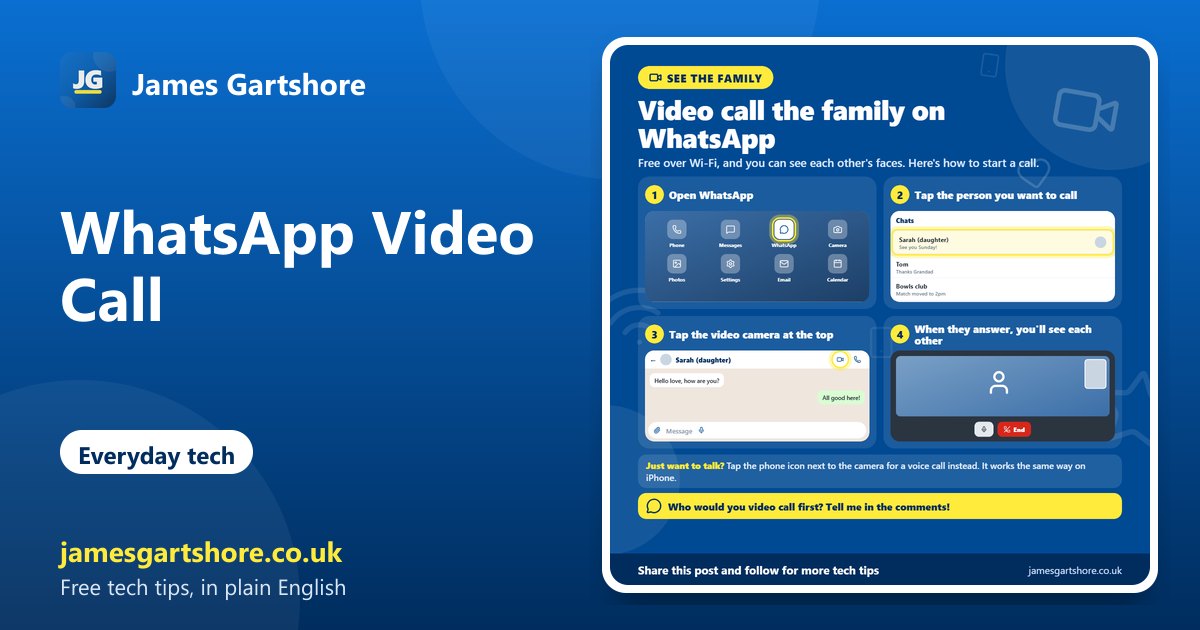 JG
James Gartshore
WhatsApp Video
Call
Everyday tech
jamesgartshore.co.uk
Free tech tips, in plain English
SEE THE FAMILY
Video call the family on
WhatsApp
Free over Wi-Fi, and you can see each other's faces. Here's how to start a call.
1 Open WhatsApp
Phone Messages WhatsApp Camera
Photos Settings Email Calendar
2 Tap the person you want to call
Chats
Sarah (daughter)
See you Sunday!
Tom
Thanks Grandad
Bowls club
Match moved to 2pm
3 Tap the video camera at the top
← Sarah (daughter)
Hello love, how are you?
All good here!
Message
4 When they answer, you'll see each
other
End
Just want to talk? Tap the phone icon next to the camera for a voice call instead. It works the same way on
iPhone.
Who would you video call first? Tell me in the comments!
Share this post and follow for more tech tips
jamesgartshore.co.uk